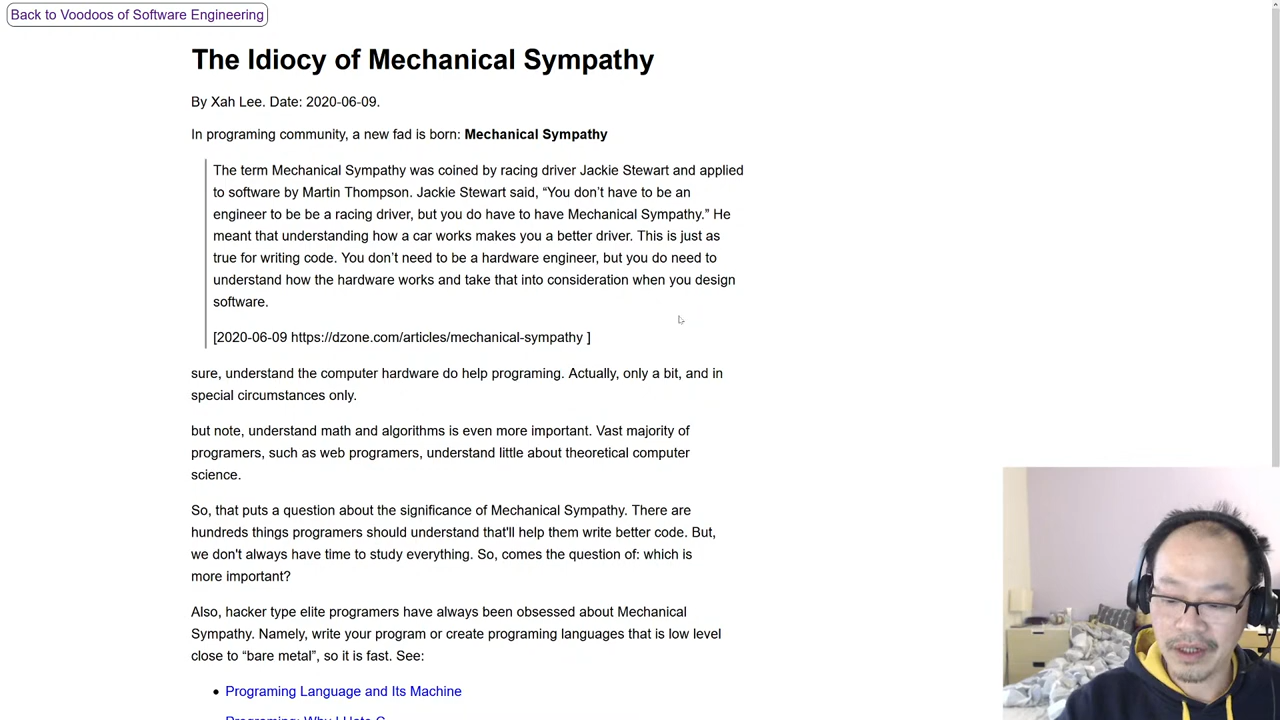 Back to Voodoos of Software Engineering
The Idiocy of Mechanical Sympathy
By Xah Lee. Date: 2020-06-09.
In programing community, a new fad is born: Mechanical Sympathy
The term Mechanical Sympathy was coined by racing driver Jackie Stewart and applied
to software by Martin Thompson. Jackie Stewart said, “You don’t have to be an
engineer to be be a racing driver, but you do have to have Mechanical Sympathy.” He
meant that understanding how a car works makes you a better driver. This is just as
true for writing code. You don’t need to be a hardware engineer, but you do need to
understand how the hardware works and take that into consideration when you design
software.
[2020-06-09 https://dzone.com/articles/mechanical-sympathy ]
sure, understand the computer hardware do help programing. Actually, only a bit, and in
special circumstances only.
but note, understand math and algorithms is even more important. Vast majority of
programers, such as web programers, understand little about theoretical computer
science.
So, that puts a question about the significance of Mechanical Sympathy. There are
hundreds things programers should understand that'll help them write better code. But,
we don't always have time to study everything. So, comes the question of: which is
more important?
Also, hacker type elite programers have always been obsessed about Mechanical
Sympathy. Namely, write your program or create programing languages that is low level
close to “bare metal”, so it is fast. See:
Programing Language and Its Machine
Programing: Why I Hate C